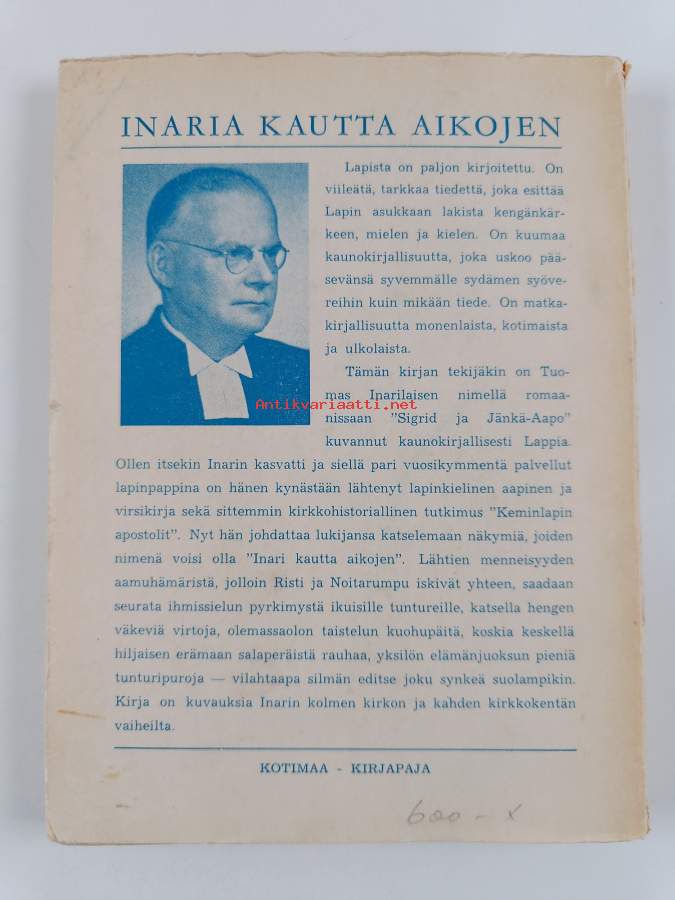 INARIA KAUTTA AIKOJEN
Lapista on paljon kirjoitettu. On
viileätä, tarkkaa tiedettä, joka esittää
Lapin asukkaan lakista kengänkär-
keen, mielen ja kielen. On kuumaa
kaunokirjallisuutta, joka uskoo pää-
sevänsä syvemmälle sydämen syöve-
reihin kuin mikään tiede. On matka-
kirjallisuutta monenlaista, kotimaista
ja ulkolaista.
Tämän kirjan tekijäkin on Tuo-
mas Inarilaisen nimellä romaa-
Antikvariaatti.net
nissaan "Sigrid ja Jänkä-Aapo"
kuvannut kaunokirjallisesti Lappia.
Ollen itsekin Inarin kasvatti ja siellä pari vuosikymmentä palvellut
lapinpappina on hänen kynästään lähtenyt lapinkielinen aapinen ja
virsikirja sekä sittemmin kirkkohistoriallinen tutkimus "Keminlapin
apostolit". Nyt hän johdattaa lukijansa katselemaan näkymiä, joiden
nimenä voisi olla "Inari kautta aikojen". Lähtien menneisyyden
aamuhämäristä, jolloin Risti ja Noitarumpu iskivät yhteen, saadaan
seurata ihmissielun pyrkimystä ikuisille tuntureille, katsella hengen
väkeviä virtoja, olemassaolon taistelun kuohupäitä, koskia keskellä
hiljaisen erämaan salaperäistä rauhaa, yksilön elämänjuoksun pieniä
tunturipuroja — vilahtaapa silmän editse joku synkeä suolampikin.
Kirja on kuvauksia Inarin kolmen kirkon ja kahden kirkkokentän
vaiheilta.
KOTIMAA - KIRJAPAJA
600 - x